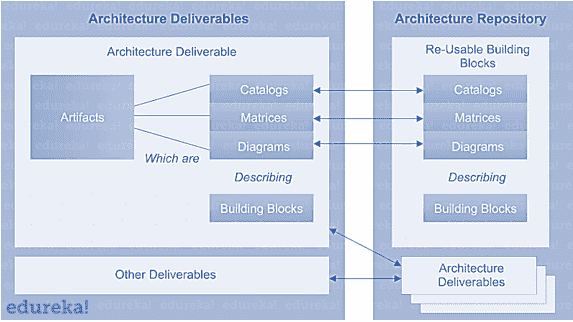 Architecture Deliverables
Architecture Deliverable
Artifacts
Catalogs
Matrices
Diagrams
Which are
Describing
Building Blocks
Other Deliverables
edureka!
Architecture Repository
Re-Usable Building
Blocks
Catalogs
Matrices
Diagrams
Describing
Building Blocks
Architecture
Deliverables